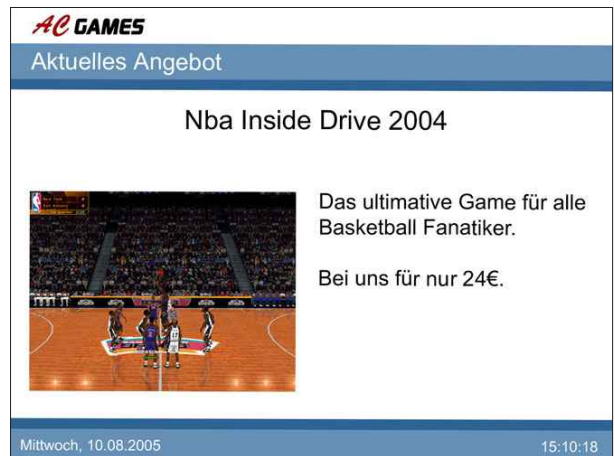 AC GAMES
Aktuelles Angebot
Nba Inside Drive 2004
Das ultimative Game für alle
Basketball Fanatiker.
Bei uns für nur 24€.
Mittwoch, 10.08.2005
15:10:18